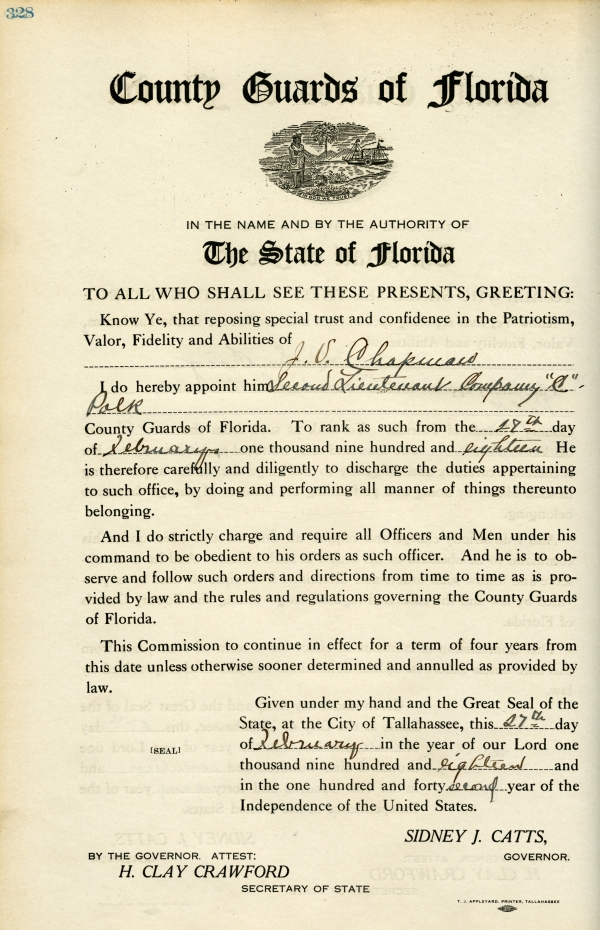 328
County Guards of Florida
IN GOD WE TRUST
IN THE NAME AND BY THE AUTHORITY OF
The State of Florida
TO ALL WHO SHALL SEE THESE PRESENTS, GREETING:
Know Ye, that reposing special trust and confidenee in the Patriotism,
Valor, Fidelity and Abilities of
J. V. Chapman
I do hereby appoint him Second Lieutenant Company "C"-
Polk
County Guards of Florida. To rank as such from the 27th day
of February one thousand nine hundred and eighteen He
is therefore carefully and diligently to discharge the duties appertaining
to such office, by doing and performing all manner of things thereunto
belonging.
And I do strictly charge and require all Officers and Men under his
command to be obedient to his orders as such officer. And he is to ob-
serve and follow such orders and directions from time to time as is pro-
vided by law and the rules and regulations governing the County Guards
of Florida.
This Commission to continue in effect for a term of four years from
this date unless otherwise sooner determined and annulled as provided by
law.
Given under my hand and the Great Seal of the
State, at the City of Tallahassee, this 27th day
[SEAL] of February in the year of our Lord one
thousand nine hundred and eighteen and
in the one hundred and forty second year of the
Independence of the United States.
SIDNEY J. CATTS,
BY THE GOVERNOR. ATTEST: GOVERNOR.
H. CLAY CRAWFORD
SECRETARY OF STATE
T. J. APPLEYARD, PRINTER, TALLAHASSEE